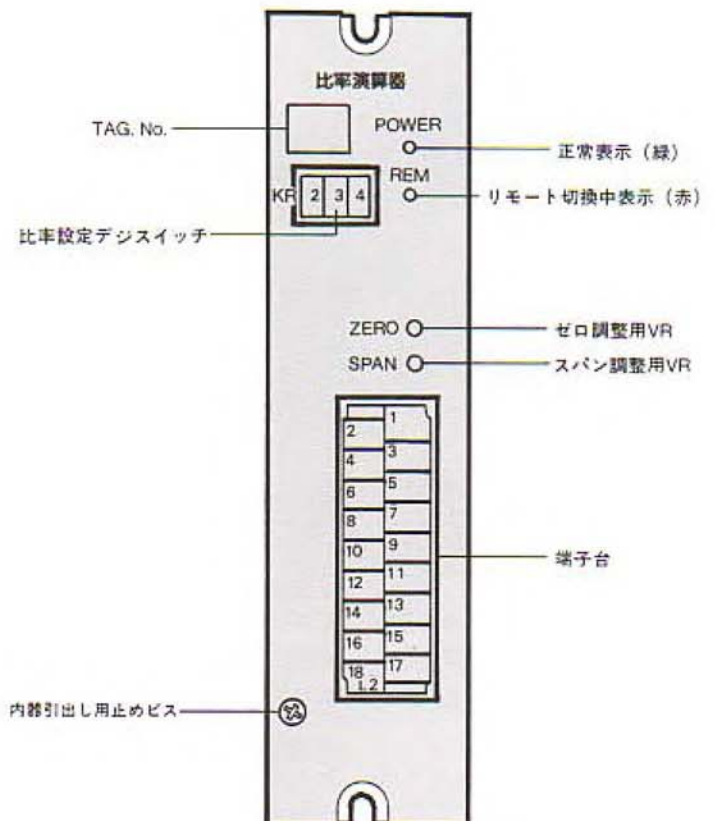 比率演算器
TAG. No.
POWER
正常表示（緑）
REM
リモート切換中表示（赤）
KR 2 3 4
比率設定デジスイッチ
ZERO
ゼロ調整用VR
SPAN
スパン調整用VR
1
2
3
4
5
6
7
8
9
10
11
12
13
14
15
16
17
18
L2
端子台
内器引出し用止めビス